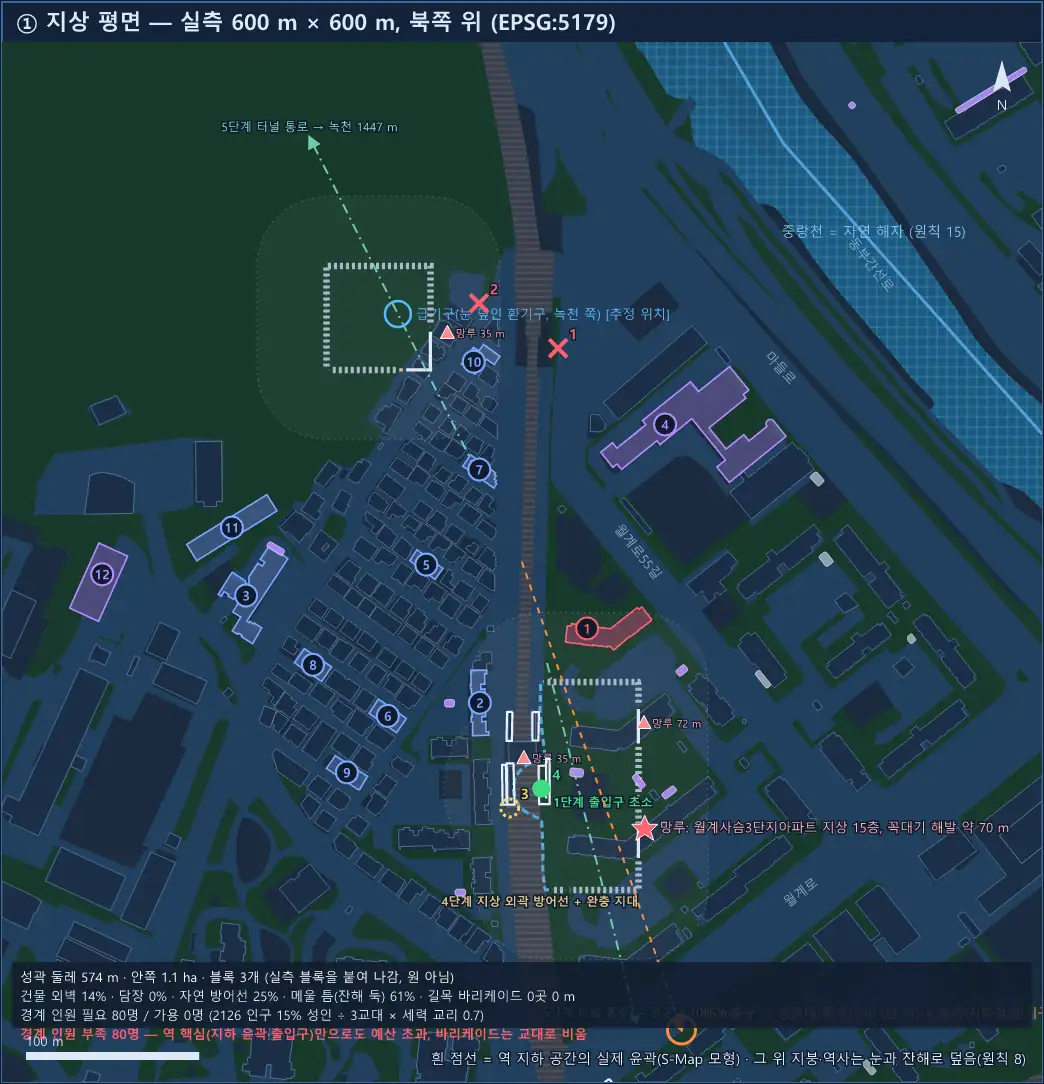 ① 지상 평면 — 실측 600 m × 600 m, 북쪽 위 (EPSG:5179)
N
5단계 터널 통로 → 녹천 1447 m
중랑천 = 자연 해자 (원칙 15)
동부간선로
2
급기구(눈 덮인 환기구, 녹천 쪽) [추정 위치]
망루 35 m
1
10
마들로
4
7
11
월계로55길
5
12
3
1
8
2
6
망루 72 m
망루 35 m
9
4
3
1단계 출입구 초소
망루: 월계사슴3단지아파트 지상 15층, 꼭대기 해발 약 70 m
월계로
4단계 지상 외곽 방어선 + 완충 지대
성곽 둘레 574 m · 안쪽 1.1 ha · 블록 3개 (실측 블록을 붙여 나감, 원 아님)
건물 외벽 14% · 담장 0% · 자연 방어선 25% · 메울 틈(잔해 둑) 61% · 길목 바리케이드 0곳 0 m
경계 인원 필요 80명 / 가용 0명 (2126 인구 15% 성인 ÷ 3교대 × 세력 교리 0.7)
경계 인원 부족 80명 — 역 핵심(지하 윤곽/출입구)만으로도 예산 초과, 바리케이드는 교대로 비움
100 m
흰 점선 = 역 지하 공간의 실제 윤곽(S-Map 모형) · 그 위 지붕·역사는 눈과 잔해로 덮음(원칙 8)